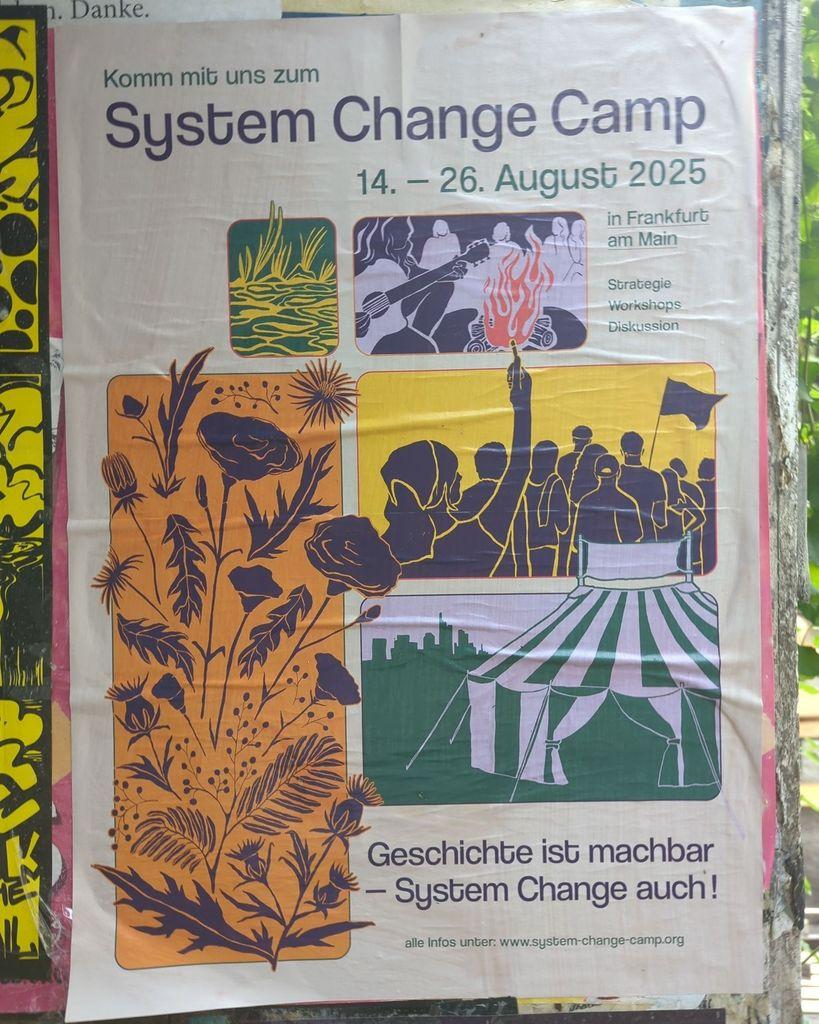 n. Danke.
Komm mit uns zum
System Change Camp
14. – 26. August 2025
in Frankfurt
am Main
Strategie
Workshops
Diskussion
Geschichte ist machbar
– System Change auch!
alle Infos unter: www.system-change-camp.org